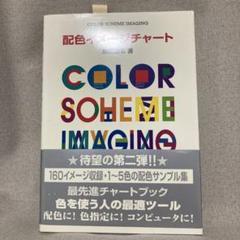 COLOR SCHEME IMAGING
配色イメージチャート
著
COLOR
SCHEME
IMAGING
★待望の第二弾!!★
160イメージ収録・1〜5色の配色サンプル集
最先進チャートブック
色を使う人の最適ツール
配色に!色指定に!コンピュータに!